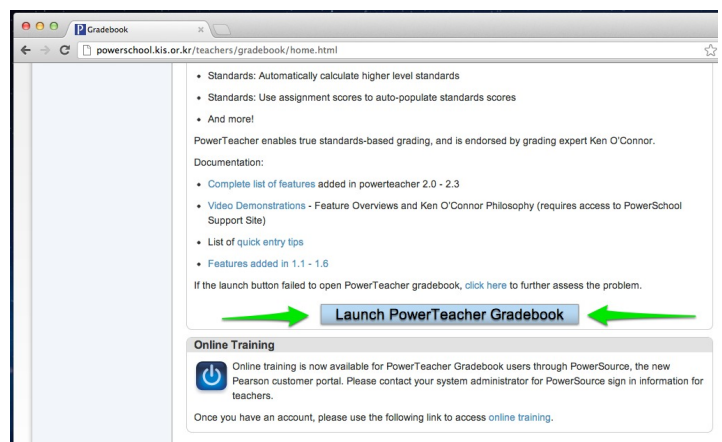 Gradebook
powerschool.kis.or.kr/teachers/gradebook/home.html
• Standards: Automatically calculate higher level standards
• Standards: Use assignment scores to auto-populate standards scores
• And more!
PowerTeacher enables true standards-based grading, and is endorsed by grading expert Ken O'Connor.
Documentation:
• Complete list of features added in powerteacher 2.0 - 2.3
• Video Demonstrations - Feature Overviews and Ken O'Connor Philosophy (requires access to PowerSchool
Support Site)
• List of quick entry tips
• Features added in 1.1 - 1.6
If the launch button failed to open PowerTeacher gradebook, click here to further assess the problem.
Launch PowerTeacher Gradebook
Online Training
Online training is now available for PowerTeacher Gradebook users through PowerSource, the new
Pearson customer portal. Please contact your system administrator for PowerSource sign in information for
teachers.
Once you have an account, please use the following link to access online training.